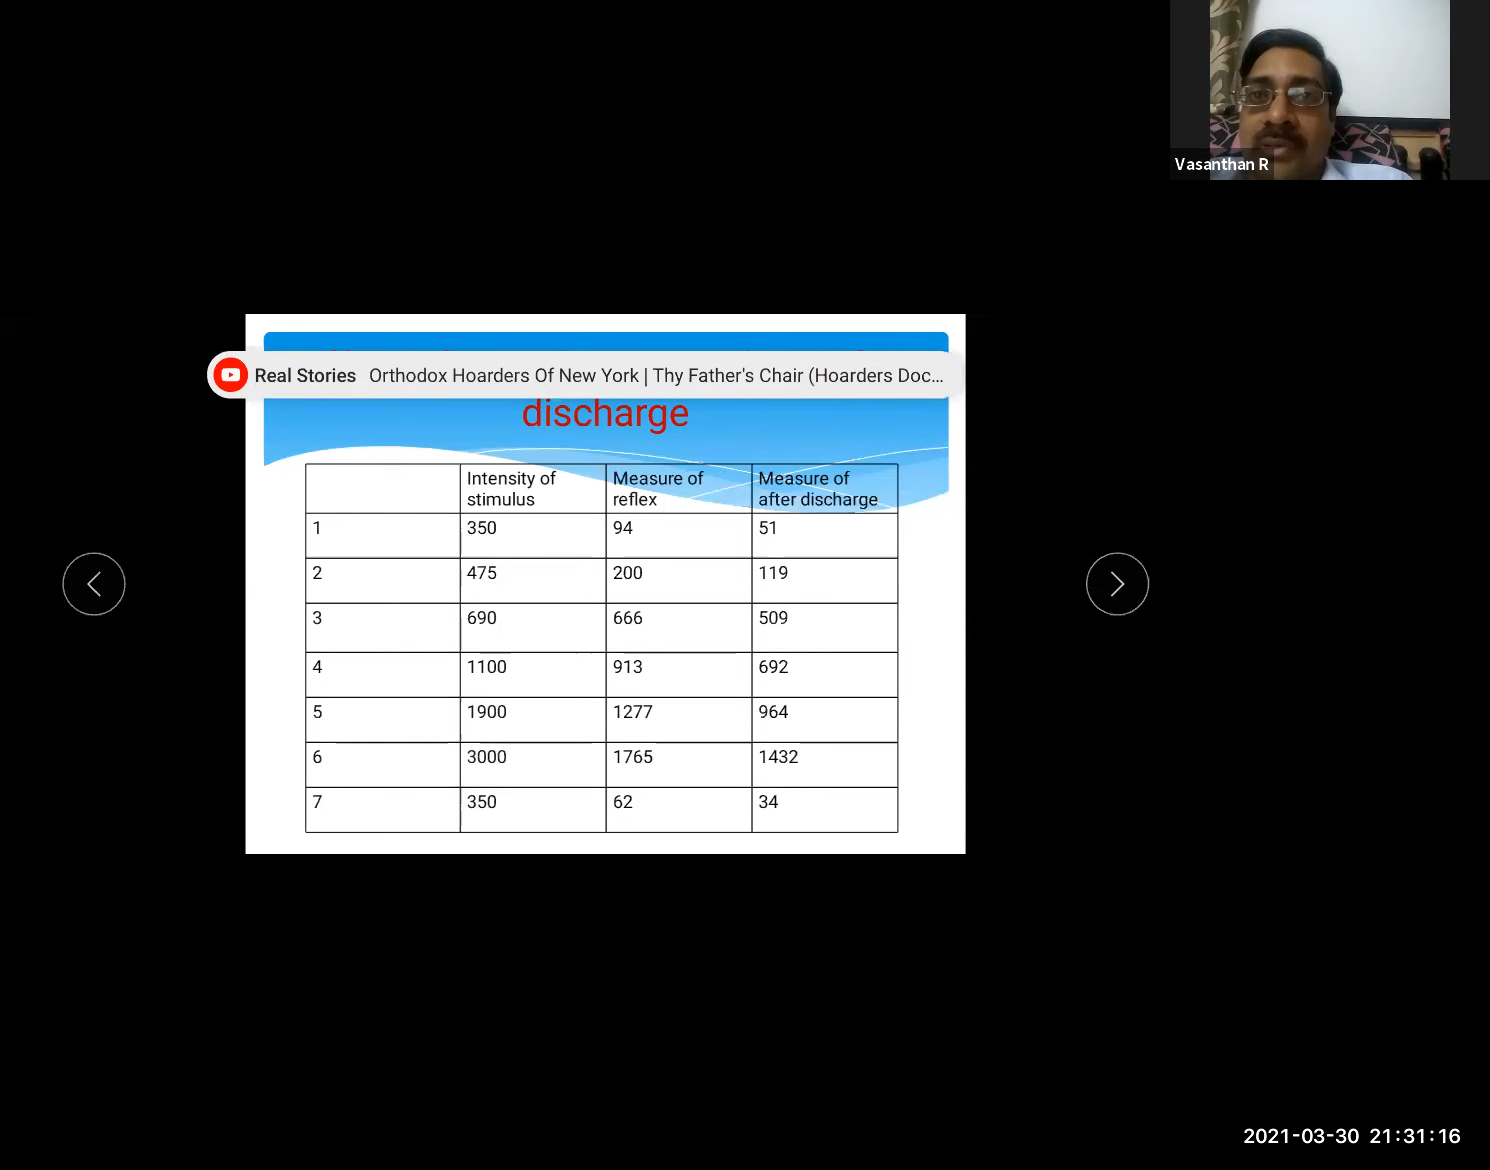 Vasanthan R
Real Stories Orthodox Hoarders Of New York | Thy Father's Chair (Hoarders Doc...
discharge
Intensity of stimulus Measure of reflex Measure of after discharge
1 350 94 51
2 475 200 119
3 690 666 509
4 1100 913 692
5 1900 1277 964
6 3000 1765 1432
7 350 62 34
2021-03-30 21:31:16